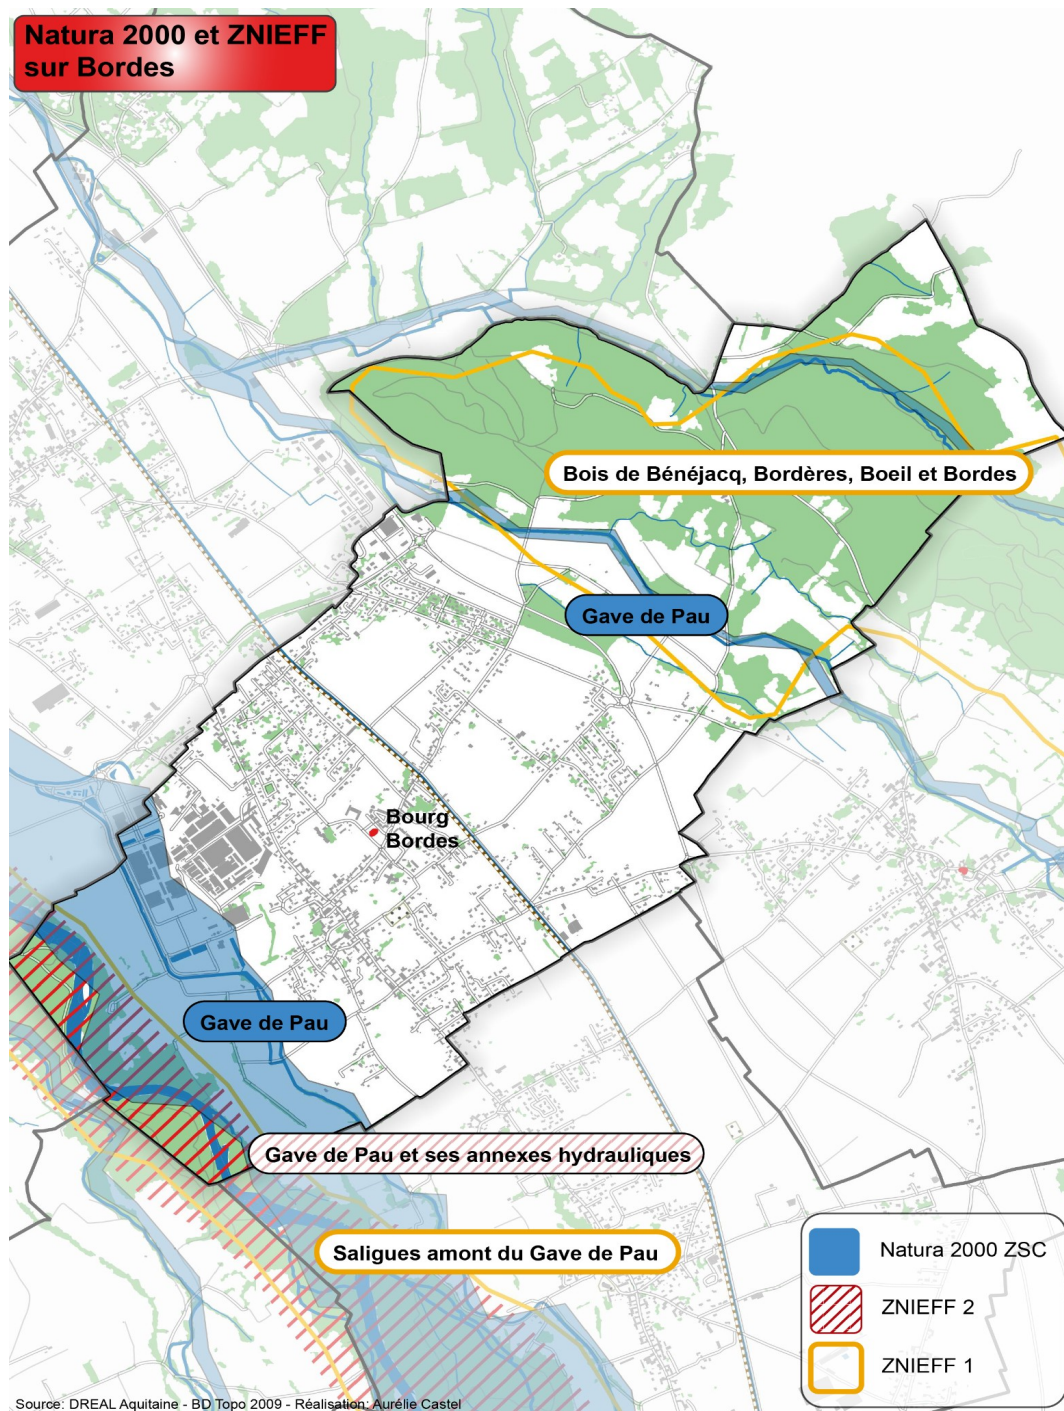 Natura 2000 et ZNIEFF
sur Bordes
Bois de Bénéjacq, Bordères, Boeil et Bordes
Gave de Pau
Bourg
Bordes
Gave de Pau
Gave de Pau et ses annexes hydrauliques
Saligues amont du Gave de Pau
Natura 2000 ZSC
ZNIEFF 2
ZNIEFF 1
Source: DREAL Aquitaine - BD Topo 2009 - Réalisation: Aurélie Castel